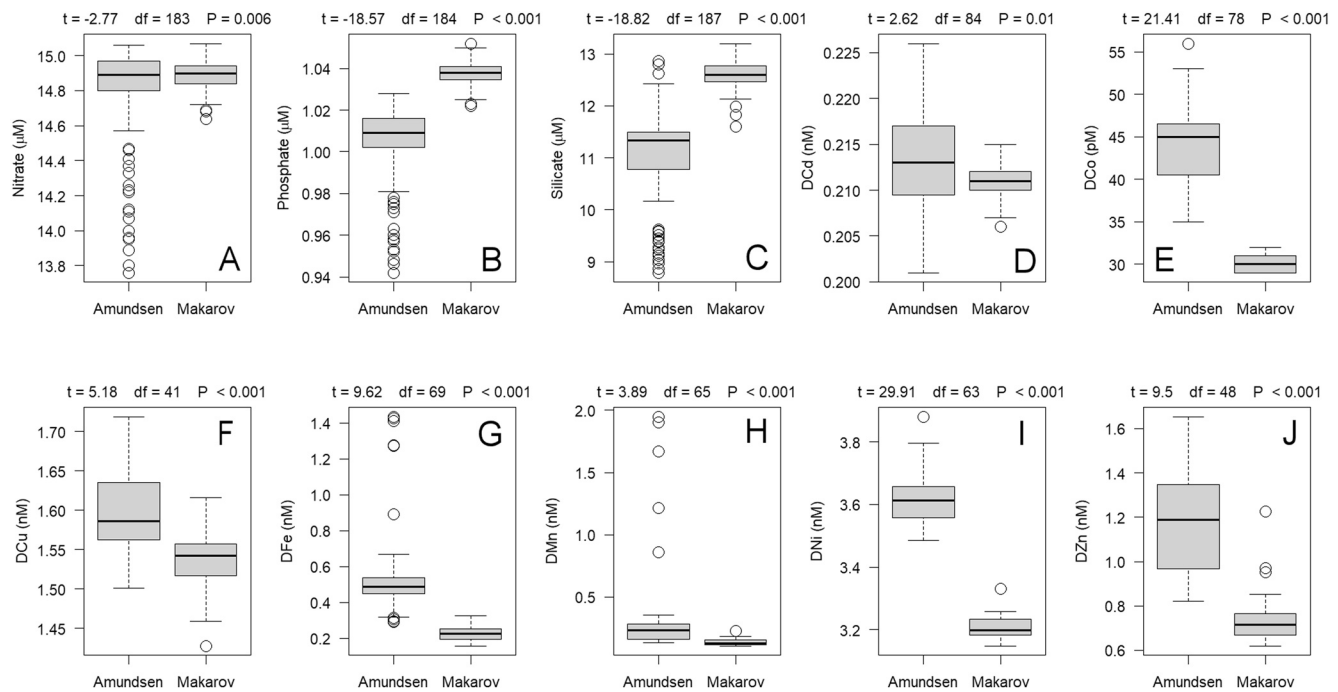 t = -2.77 df = 183 P = 0.006
Nitrate (μM)
15.0
14.8
14.6
14.4
14.2
14.0
13.8
A
Amundsen Makarov
t = -18.57 df = 184 P < 0.001
Phosphate (μM)
1.04
1.02
1.00
0.98
0.96
0.94
B
Amundsen Makarov
t = -18.82 df = 187 P < 0.001
Silicate (μM)
13
12
11
10
9
C
Amundsen Makarov
t = 2.62 df = 84 P = 0.01
DCd (nM)
0.225
0.220
0.215
0.210
0.205
0.200
D
Amundsen Makarov
t = 21.41 df = 78 P < 0.001
DCo (pM)
55
50
45
40
35
30
E
Amundsen Makarov
t = 5.18 df = 41 P < 0.001
DCu (nM)
1.70
1.65
1.60
1.55
1.50
1.45
F
Amundsen Makarov
t = 9.62 df = 69 P < 0.001
DFe (nM)
1.4
1.2
1.0
0.8
0.6
0.4
0.2
G
Amundsen Makarov
t = 3.89 df = 65 P < 0.001
DMn (nM)
2.0
1.5
1.0
0.5
H
Amundsen Makarov
t = 29.91 df = 63 P < 0.001
DNi (nM)
3.8
3.6
3.4
3.2
I
Amundsen Makarov
t = 9.5 df = 48 P < 0.001
DZn (nM)
1.6
1.4
1.2
1.0
0.8
0.6
J
Amundsen Makarov